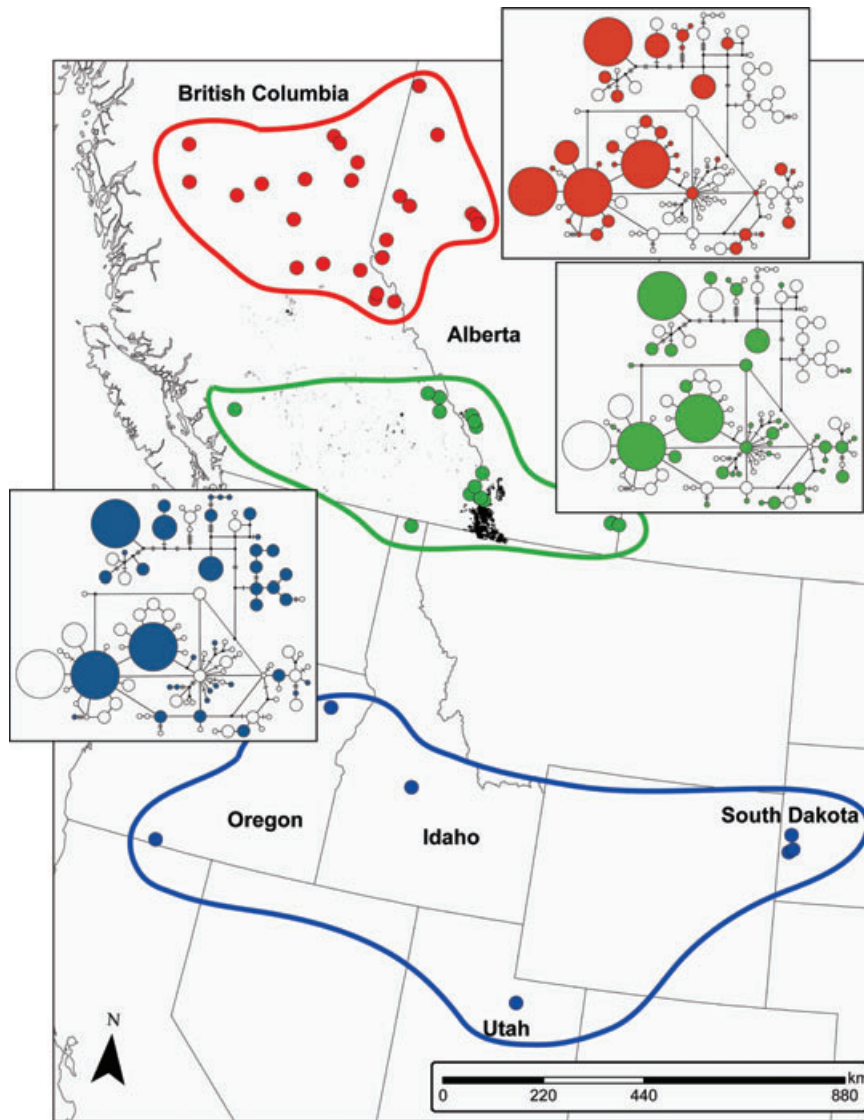 British Columbia
Alberta
Oregon
Idaho
South Dakota
Utah
N
km
0 220 440 880